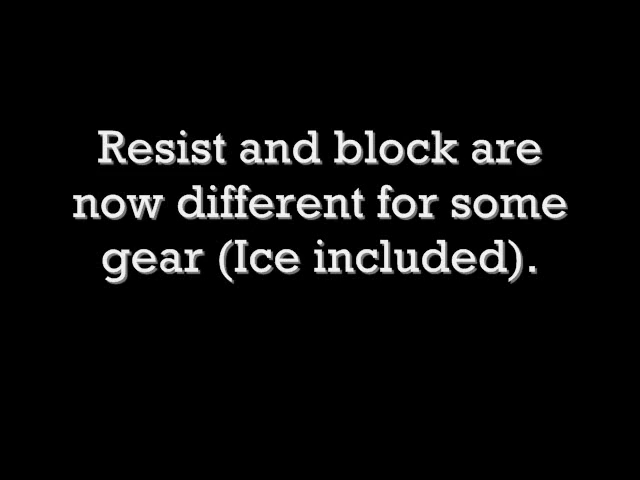 Resist and block are
now different for some
gear (Ice included).